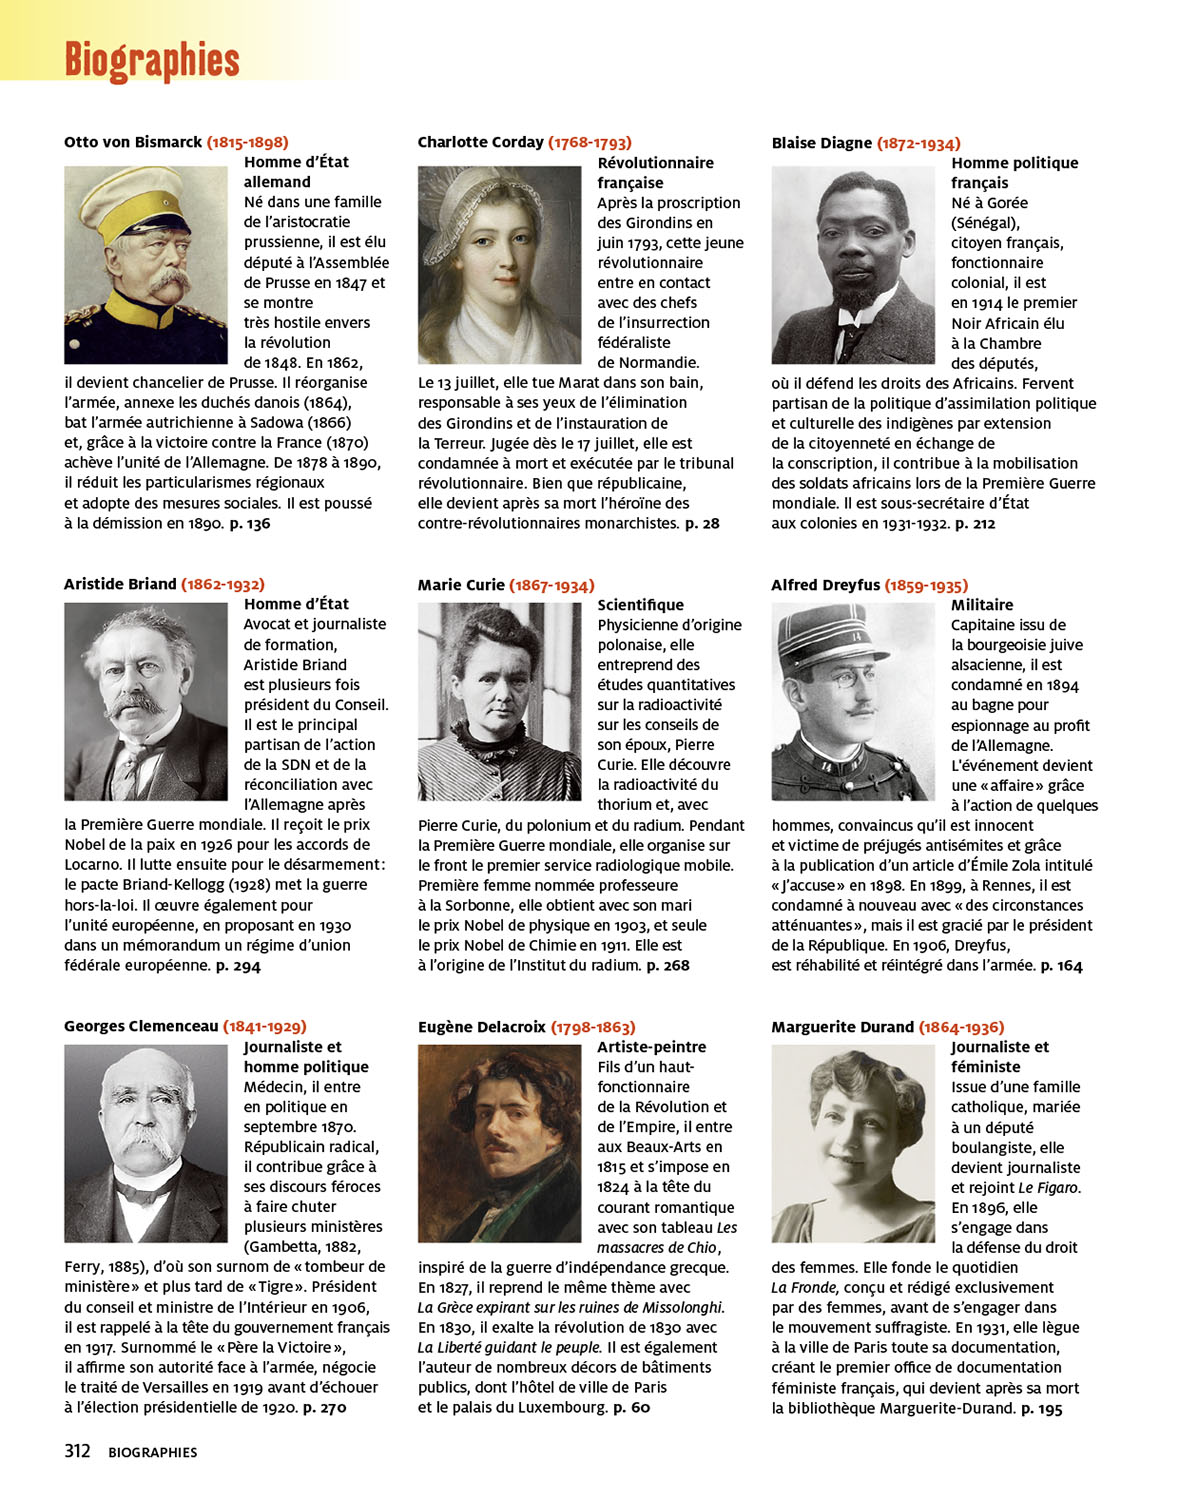 Biographies
Otto von Bismarck (1815-1898)
Homme d'État
allemand
Né dans une famille
de l'aristocratie
prussienne, il est élu
député à l'Assemblée
de Prusse en 1847 et
se montre
très hostile envers
la révolution
de 1848. En 1862,
il devient chancelier de Prusse. Il réorganise
l'armée, annexe les duchés danois (1864),
bat l'armée autrichienne à Sadowa (1866)
et, grâce à la victoire contre la France (1870)
achève l'unité de l'Allemagne. De 1878 à 1890,
il réduit les particularismes régionaux
et adopte des mesures sociales. Il est poussé
à la démission en 1890. p. 136
Aristide Briand (1862-1932)
Homme d'État
Avocat et journaliste
de formation,
Aristide Briand
est plusieurs fois
président du Conseil.
Il est le principal
partisan de l'action
de la SDN et de la
réconciliation avec
l'Allemagne après
la Première Guerre mondiale. Il reçoit le prix
Nobel de la paix en 1926 pour les accords de
Locarno. Il lutte ensuite pour le désarmement :
le pacte Briand-Kellogg (1928) met la guerre
hors-la-loi. Il œuvre également pour
l'unité européenne, en proposant en 1930
dans un mémorandum un régime d'union
fédérale européenne. p. 294
Georges Clemenceau (1841-1929)
Journaliste et
homme politique
Médecin, il entre
en politique en
septembre 1870.
Républicain radical,
il contribue grâce à
ses discours féroces
à faire chuter
plusieurs ministères
(Gambetta, 1882,
Ferry, 1885), d'où son surnom de « tombeur de
ministère » et plus tard de « Tigre ». Président
du conseil et ministre de l'Intérieur en 1906,
il est rappelé à la tête du gouvernement français
en 1917. Surnommé le « Père la Victoire »,
il affirme son autorité face à l'armée, négocie
le traité de Versailles en 1919 avant d'échouer
à l'élection présidentielle de 1920. p. 270
Charlotte Corday (1768-1793)
Révolutionnaire
française
Après la proscription
des Girondins en
juin 1793, cette jeune
révolutionnaire
entre en contact
avec des chefs
de l'insurrection
fédéraliste
de Normandie.
Le 13 juillet, elle tue Marat dans son bain,
responsable à ses yeux de l'élimination
des Girondins et de l'instauration de
la Terreur. Jugée dès le 17 juillet, elle est
condamnée à mort et exécutée par le tribunal
révolutionnaire. Bien que républicaine,
elle devient après sa mort l'héroïne des
contre-révolutionnaires monarchistes. p. 28
Marie Curie (1867-1934)
Scientifique
Physicienne d'origine
polonaise, elle
entreprend des
études quantitatives
sur la radioactivité
sur les conseils de
son époux, Pierre
Curie. Elle découvre
la radioactivité du
thorium et, avec
Pierre Curie, du polonium et du radium. Pendant
la Première Guerre mondiale, elle organise sur
le front le premier service radiologique mobile.
Première femme nommée professeure
à la Sorbonne, elle obtient avec son mari
le prix Nobel de physique en 1903, et seule
le prix Nobel de Chimie en 1911. Elle est
à l'origine de l'Institut du radium. p. 268
Eugène Delacroix (1798-1863)
Artiste-peintre
Fils d'un haut-
fonctionnaire
de la Révolution et
de l'Empire, il entre
aux Beaux-Arts en
1815 et s'impose en
1824 à la tête du
courant romantique
avec son tableau Les
massacres de Chio,
inspiré de la guerre d'indépendance grecque.
En 1827, il reprend le même thème avec
La Grèce expirant sur les ruines de Missolonghi.
En 1830, il exalte la révolution de 1830 avec
La Liberté guidant le peuple. Il est également
l'auteur de nombreux décors de bâtiments
publics, dont l'hôtel de ville de Paris
et le palais du Luxembourg. p. 60
Blaise Diagne (1872-1934)
Homme politique
français
Né à Gorée
(Sénégal),
citoyen français,
fonctionnaire
colonial, il est
en 1914 le premier
Noir Africain élu
à la Chambre
des députés,
où il défend les droits des Africains. Fervent
partisan de la politique d'assimilation politique
et culturelle des indigènes par extension
de la citoyenneté en échange de
la conscription, il contribue à la mobilisation
des soldats africains lors de la Première Guerre
mondiale. Il est sous-secrétaire d'État
aux colonies en 1931-1932. p. 212
Alfred Dreyfus (1859-1935)
Militaire
Capitaine issu de
la bourgeoisie juive
alsacienne, il est
condamné en 1894
au bagne pour
espionnage au profit
de l'Allemagne.
L'événement devient
une « affaire » grâce
à l'action de quelques
hommes, convaincus qu'il est innocent
et victime de préjugés antisémites et grâce
à la publication d'un article d'Émile Zola intitulé
« J'accuse » en 1898. En 1899, à Rennes, il est
condamné à nouveau avec « des circonstances
atténuantes », mais il est gracié par le président
de la République. En 1906, Dreyfus,
est réhabilité et réintégré dans l'armée. p. 164
Marguerite Durand (1864-1936)
Journaliste et
féministe
Issue d'une famille
catholique, mariée
à un député
boulangiste, elle
devient journaliste
et rejoint Le Figaro.
En 1896, elle
s'engage dans
la défense du droit
des femmes. Elle fonde le quotidien
La Fronde, conçu et rédigé exclusivement
par des femmes, avant de s'engager dans
le mouvement suffragiste. En 1931, elle lègue
à la ville de Paris toute sa documentation,
créant le premier office de documentation
féministe français, qui devient après sa mort
la bibliothèque Marguerite-Durand. p. 195
312 BIOGRAPHIES